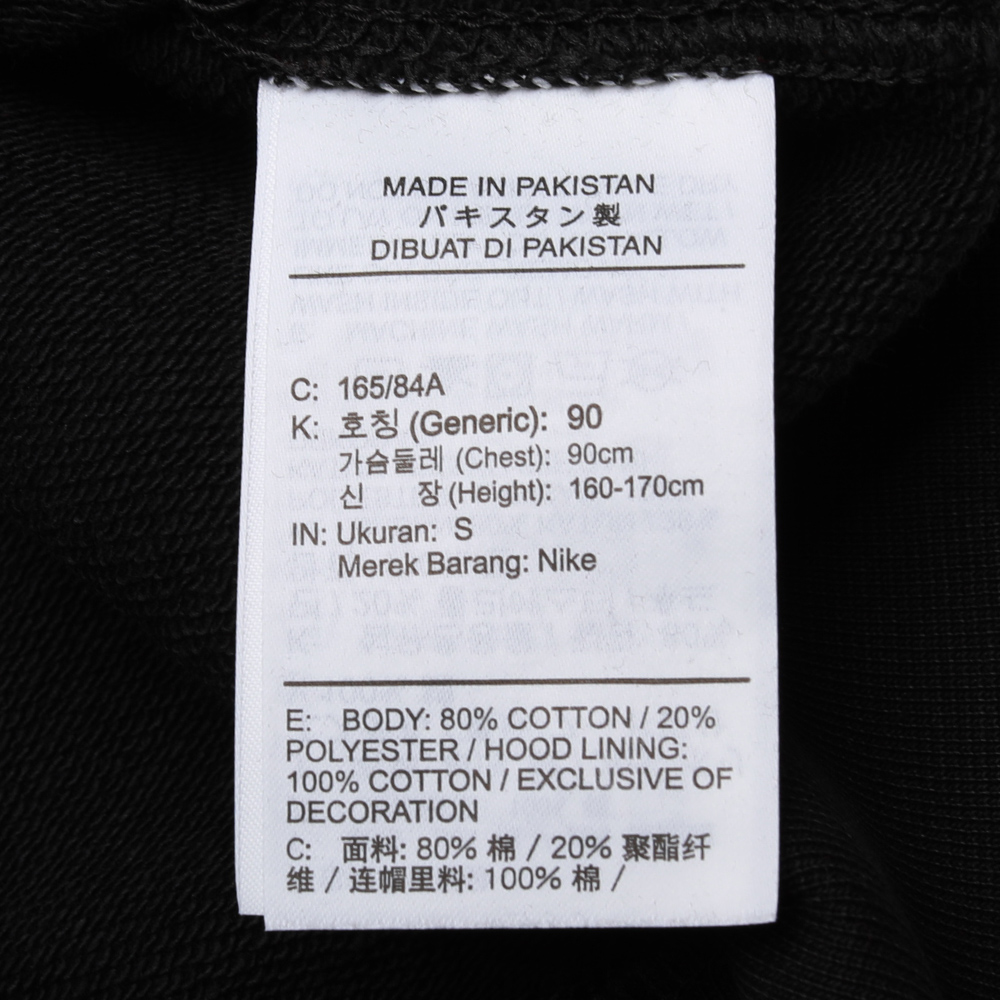 MADE IN PAKISTAN
パキスタン製
DIBUAT DI PAKISTAN
C: 165/84A
K: 호칭 (Generic): 90
가슴둘레 (Chest): 90cm
신 장 (Height): 160-170cm
IN: Ukuran: S
Merek Barang: Nike
E: BODY: 80% COTTON / 20%
POLYESTER / HOOD LINING:
100% COTTON / EXCLUSIVE OF
DECORATION
C: 面料: 80% 棉 / 20% 聚酯纤
维 / 连帽里料: 100% 棉 /